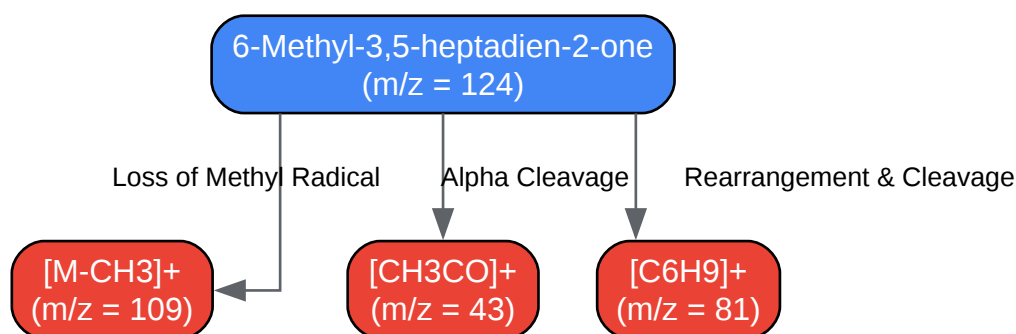 6-Methyl-3,5-heptadien-2-one
(m/z = 124)
Loss of Methyl Radical
Alpha Cleavage
Rearrangement & Cleavage
[M-CH3]+
(m/z = 109)
[CH3CO]+
(m/z = 43)
[C6H9]+
(m/z = 81)